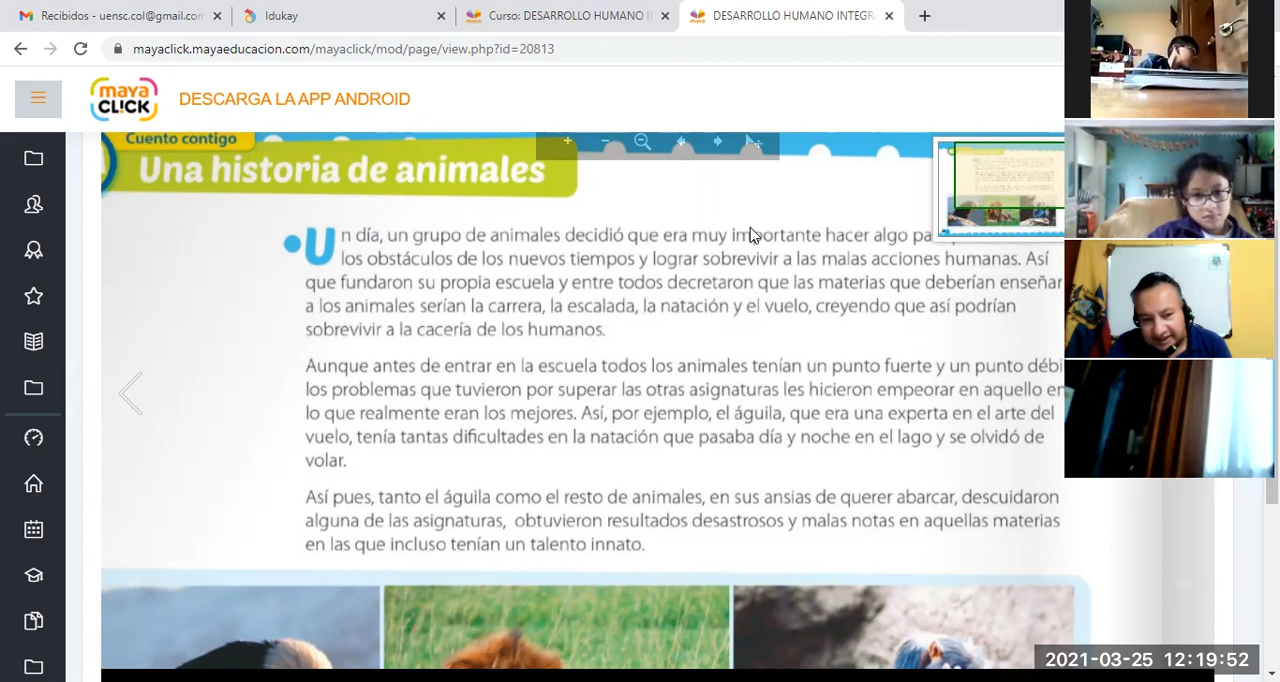 Recibidos - uensc.col@gmail.con
Idukay
Curso: DESARROLLO HUMANO I
DESARROLLO HUMANO INTEGR
mayaclick.mayaeducacion.com/mayaclick/mod/page/view.php?id=20813
maya
CL!CK
DESCARGA LA APP ANDROID
Cuento contigo
Una historia de animales
Un día, un grupo de animales decidió que era muy importante hacer algo pa
los obstáculos de los nuevos tiempos y lograr sobrevivir a las malas acciones humanas. Así
que fundaron su propia escuela y entre todos decretaron que las materias que deberían enseñar
a los animales serían la carrera, la escalada, la natación y el vuelo, creyendo que así podrían
sobrevivir a la cacería de los humanos.
Aunque antes de entrar en la escuela todos los animales tenían un punto fuerte y un punto débi
los problemas que tuvieron por superar las otras asignaturas les hicieron empeorar en aquello en
lo que realmente eran los mejores. Así, por ejemplo, el águila, que era una experta en el arte del
vuelo, tenía tantas dificultades en la natación que pasaba día y noche en el lago y se olvidó de
volar.
Así pues, tanto el águila como el resto de animales, en sus ansias de querer abarcar, descuidaron
alguna de las asignaturas, obtuvieron resultados desastrosos y malas notas en aquellas materias
en las que incluso tenían un talento innato.
2021-03-25 12:19:52